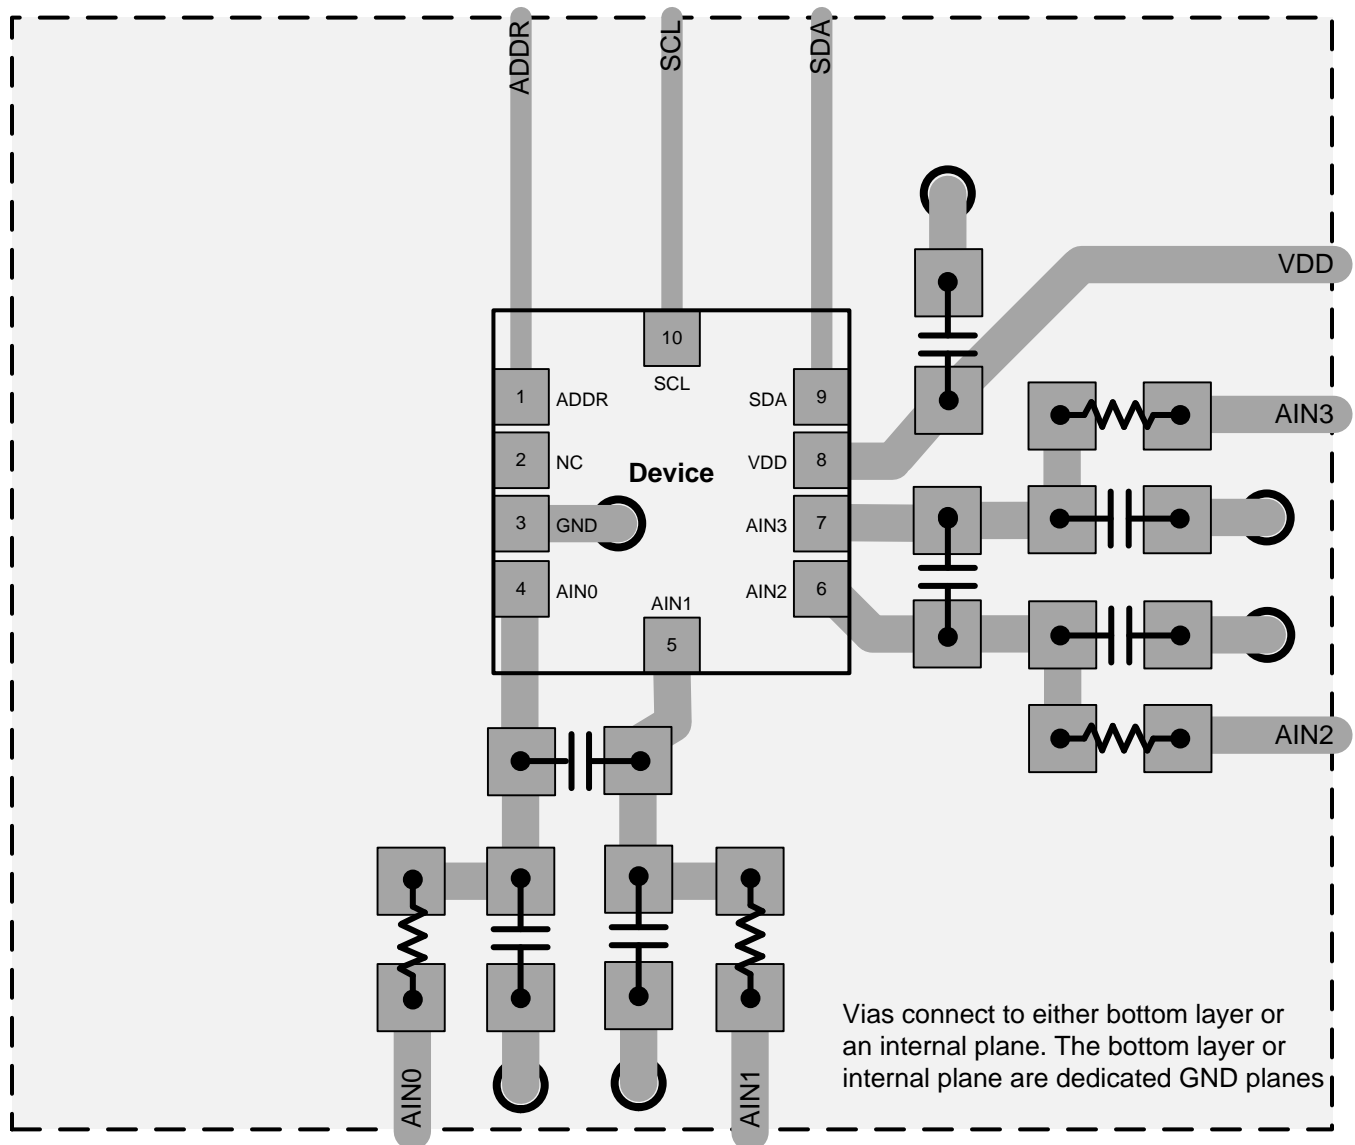 ADDR
SCL
SDA
VDD
10
SCL
1
ADDR
SDA
9
AIN3
2
NC
Device
VDD
8
3
GND
AIN3
7
4
AIN0
AIN1
AIN2
6
5
AIN2
Vias connect to either bottom layer or
an internal plane. The bottom layer or
internal plane are dedicated GND planes
AIN0
AIN1